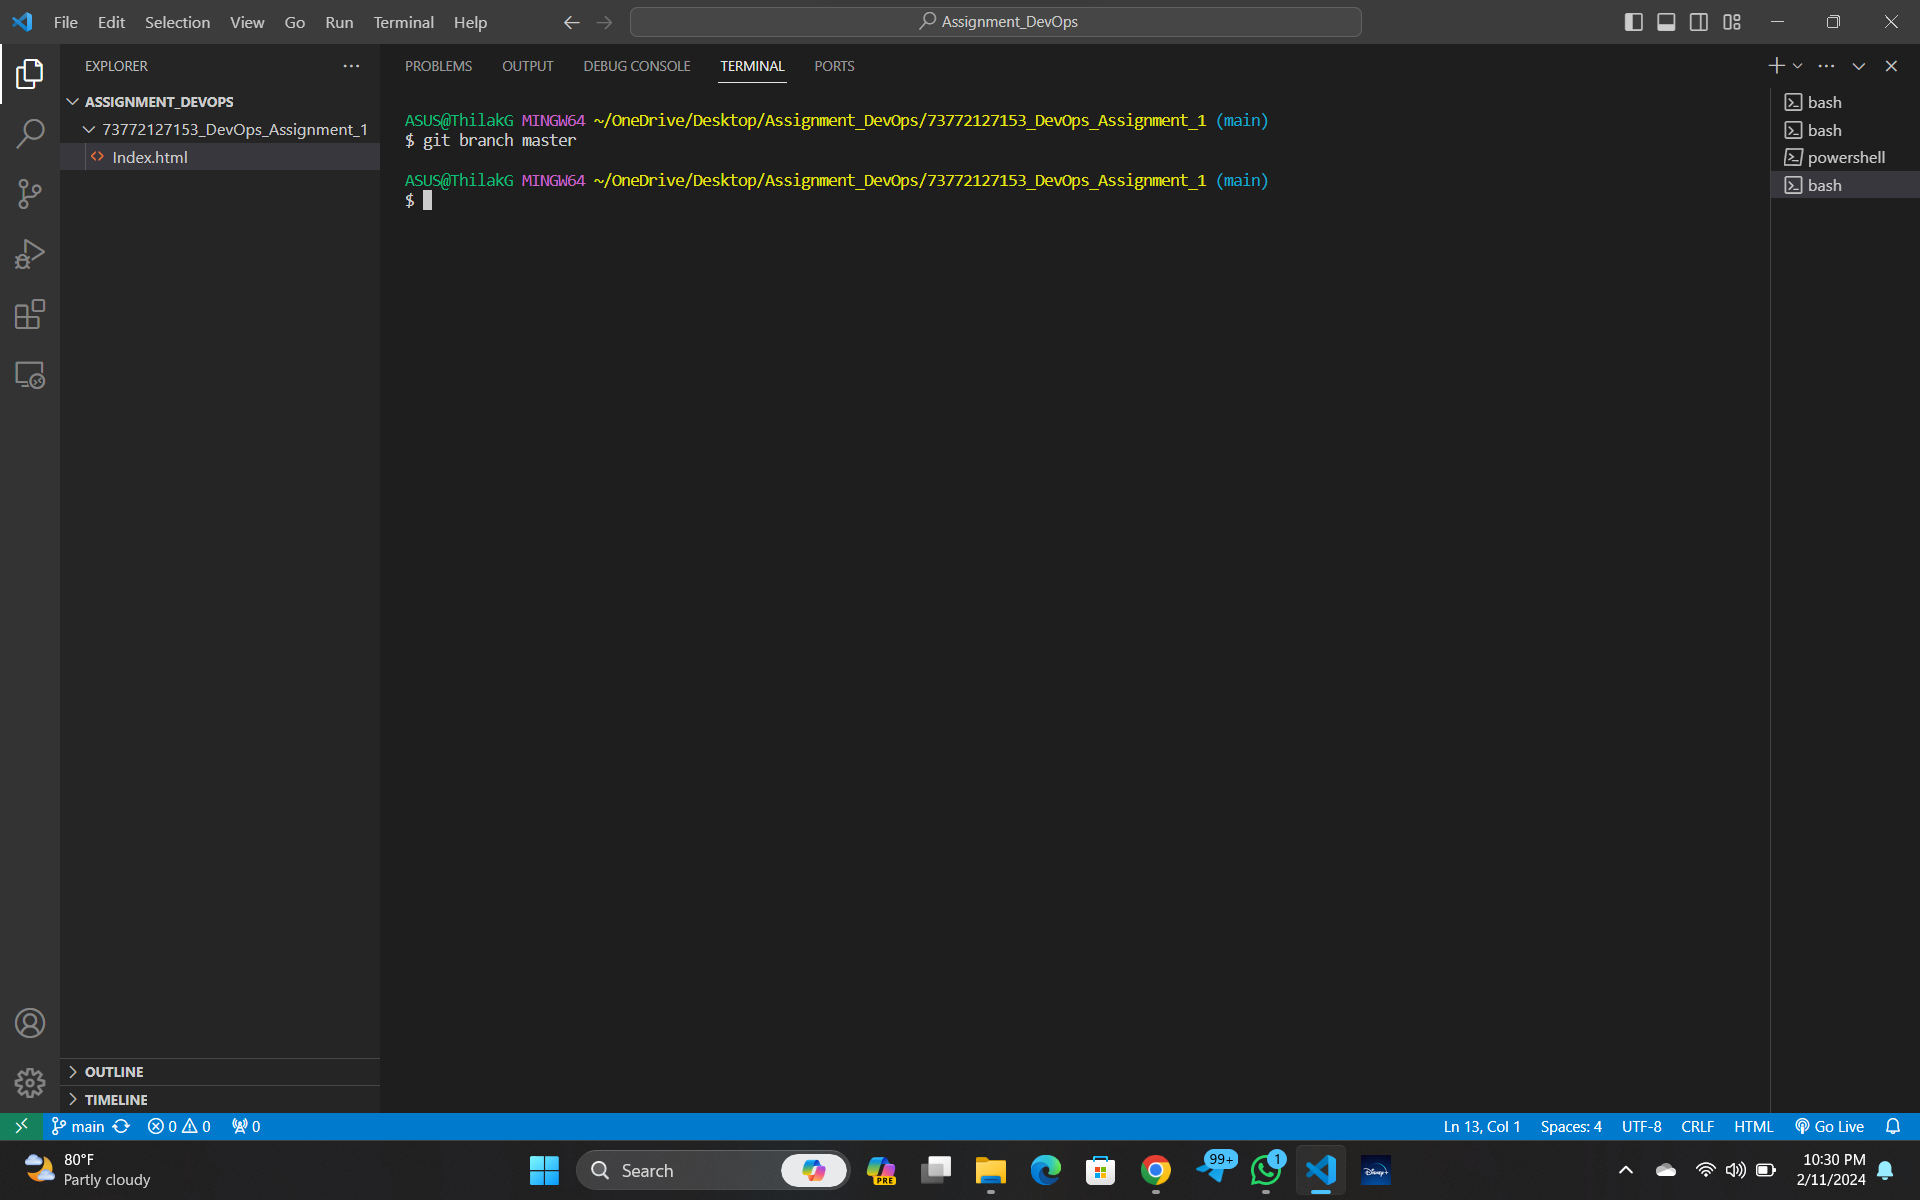 File Edit Selection View Go Run Terminal Help
Assignment_DevOps
EXPLORER
ASSIGNMENT_DEVOPS
73772127153_DevOps_Assignment_1
Index.html
OUTLINE
TIMELINE
PROBLEMS OUTPUT DEBUG CONSOLE TERMINAL PORTS
ASUS@ThilakG MINGW64 ~/OneDrive/Desktop/Assignment_DevOps/73772127153_DevOps_Assignment_1 (main)
$ git branch master
ASUS@ThilakG MINGW64 ~/OneDrive/Desktop/Assignment_DevOps/73772127153_DevOps_Assignment_1 (main)
$
bash
bash
powershell
bash
main 0 0 0
Ln 13, Col 1 Spaces: 4 UTF-8 CRLF HTML Go Live
80°F
Partly cloudy
Search
PRE
99+
1
Disney+
10:30 PM
2/11/2024